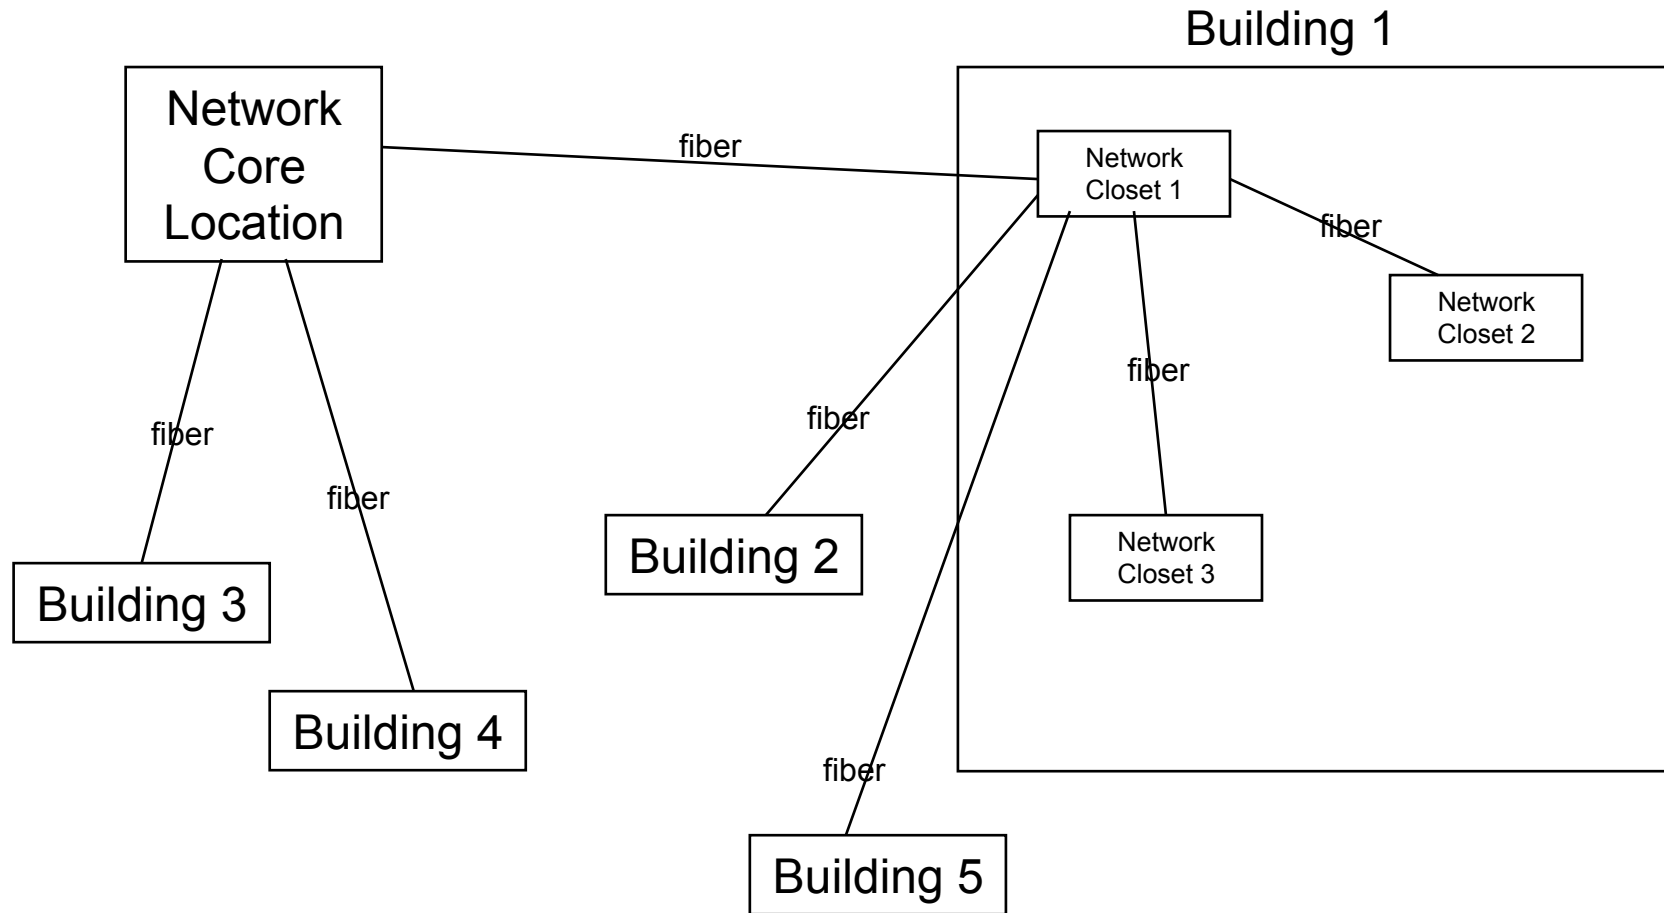 Building 1
Network
Core
Location
fiber
Network
Closet 1
fiber
Network
Closet 2
fiber
Network
Closet 3
fiber
Building 2
fiber
Building 3
fiber
Building 4
fiber
Building 5